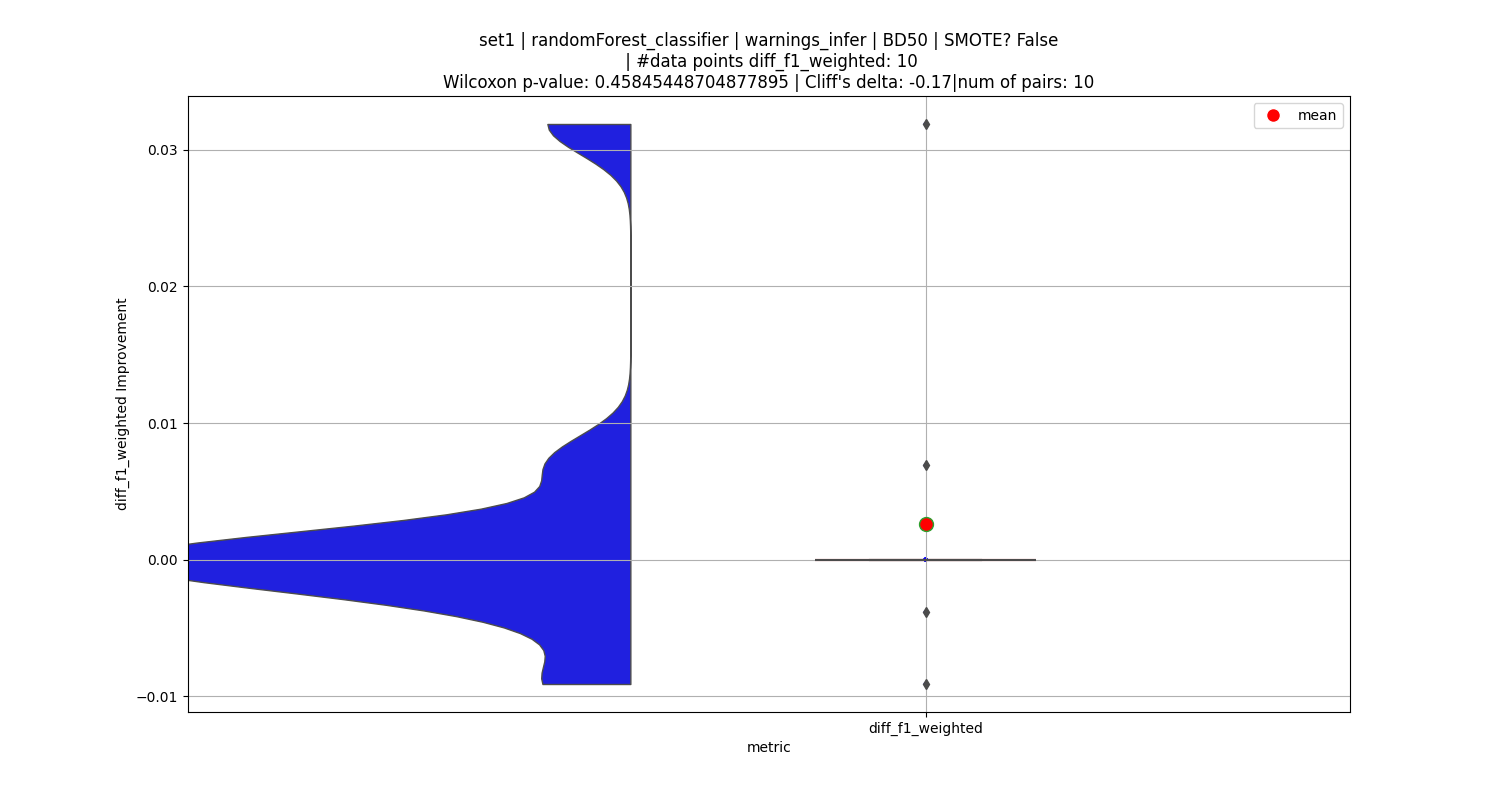 set1 | randomForest_classifier | warnings_infer | BD50 | SMOTE? False
| #data points diff_f1_weighted: 10
Wilcoxon p-value: 0.45845448704877895 | Cliff's delta: -0.17|num of pairs: 10
mean
0.03
0.02
0.01
0.00
−0.01
diff_f1_weighted Improvement
diff_f1_weighted
metric